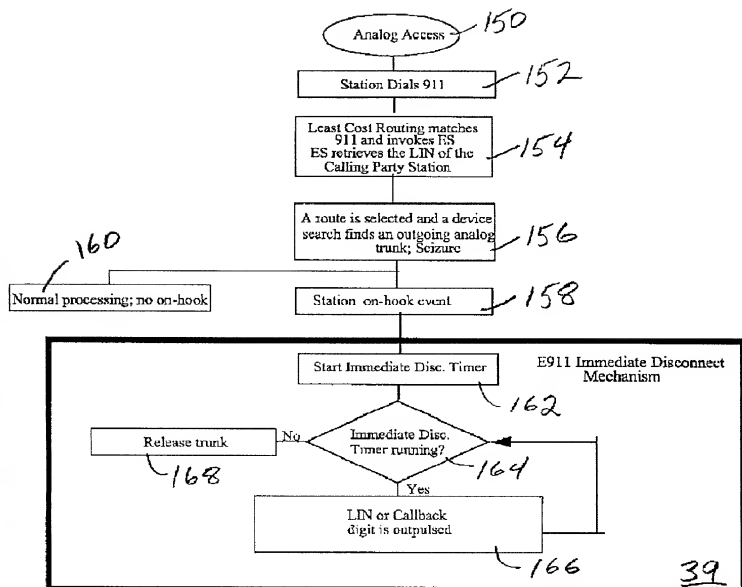 Analog Access
150
Station Dials 911
152
Least Cost Routing matches
911 and invokes ES
ES retrieves the LIN of the
Calling Party Station
154
A route is selected and a device
search finds an outgoing analog
trunk; Seizure
156
160
Normal processing; no on-hook
Station on-hook event
158
E911 Immediate Disconnect
Mechanism
Start Immediate Disc. Timer
162
Immediate Disc.
Timer running?
164
No
Release trunk
168
Yes
LIN or Callback
digit is outpulsed
166
39